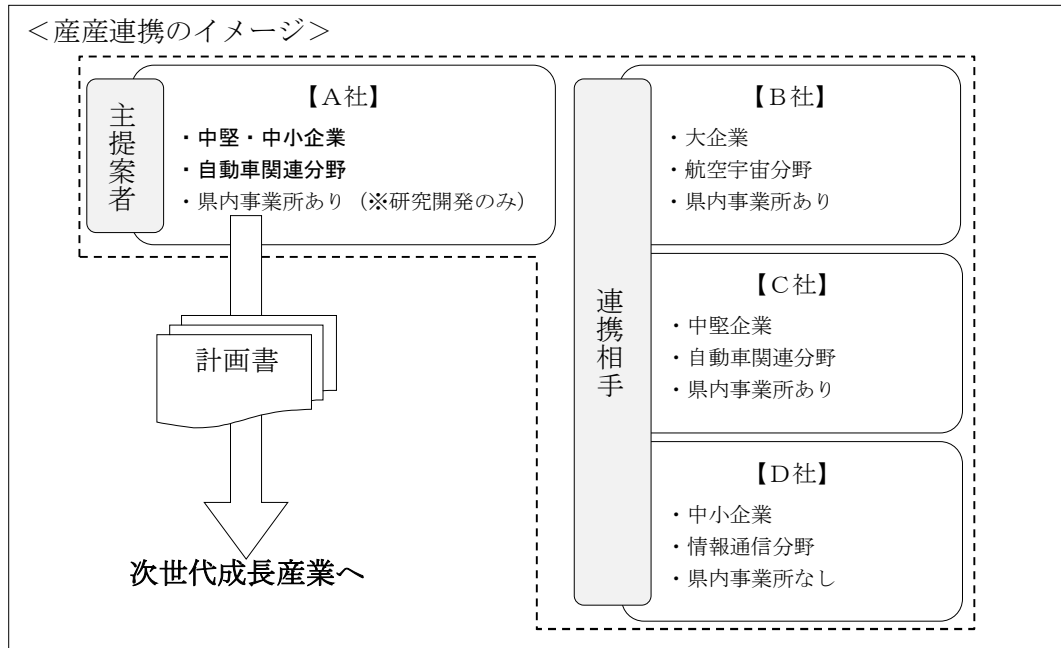 ＜産産連携のイメージ＞
主提案者
【Ａ社】
・中堅・中小企業
・自動車関連分野
・県内事業所あり（※研究開発のみ）
計画書
次世代成長産業へ
連携相手
【Ｂ社】
・大企業
・航空宇宙分野
・県内事業所あり
【Ｃ社】
・中堅企業
・自動車関連分野
・県内事業所あり
【Ｄ社】
・中小企業
・情報通信分野
・県内事業所なし